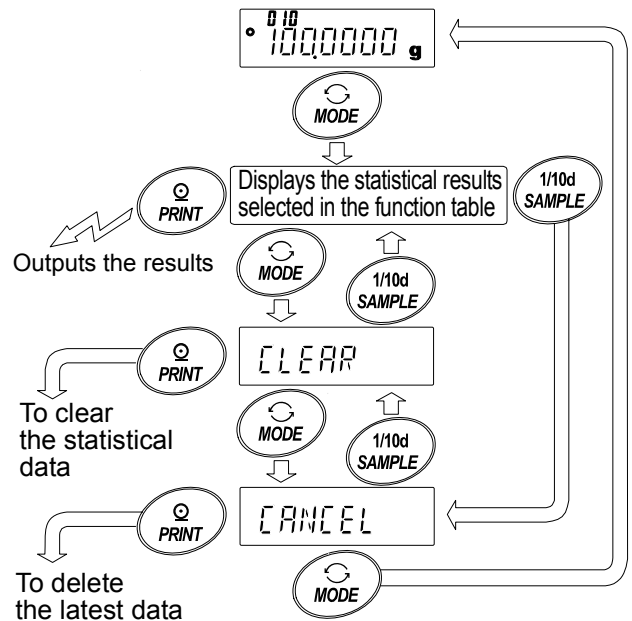 010
100.0000 g
MODE
Displays the statistical results
selected in the function table
PRINT
1/10d
SAMPLE
Outputs the results
MODE
1/10d
SAMPLE
PRINT
CLEAR
To clear
the statistical
data
MODE
1/10d
SAMPLE
PRINT
CANCEL
To delete
the latest data
MODE